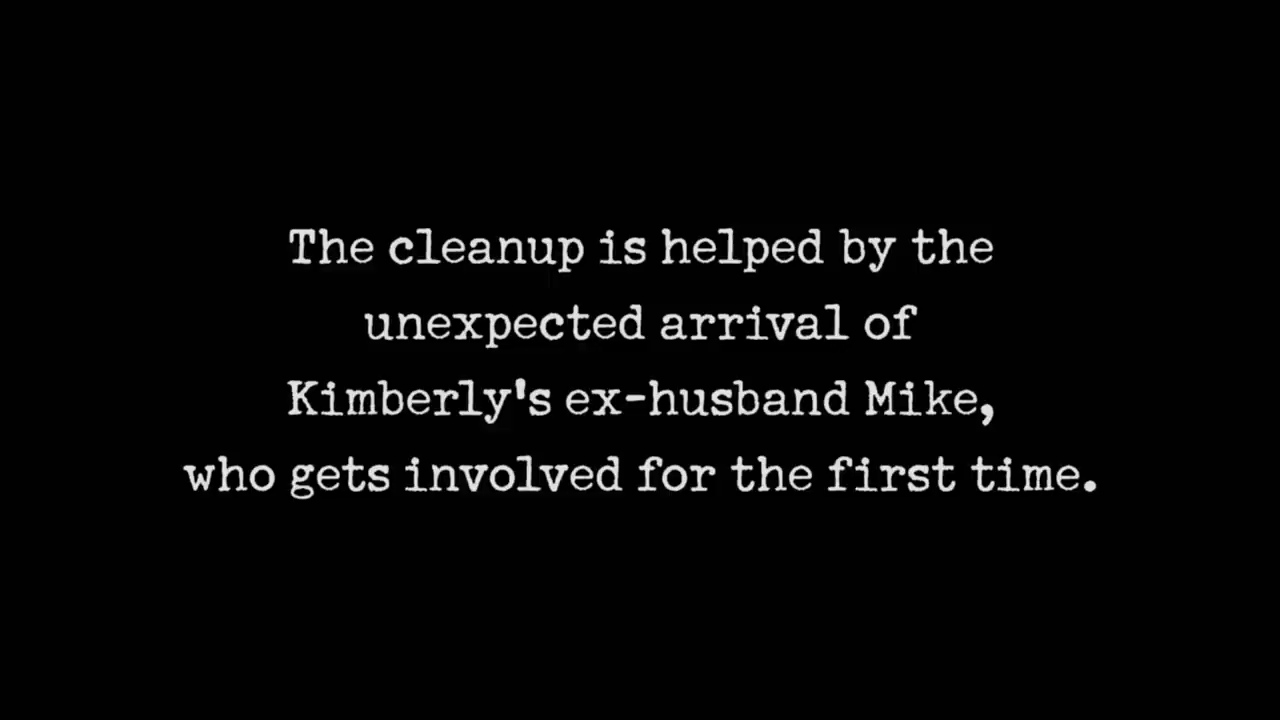 The cleanup is helped by the
unexpected arrival of
Kimberly's ex-husband Mike,
who gets involved for the first time.